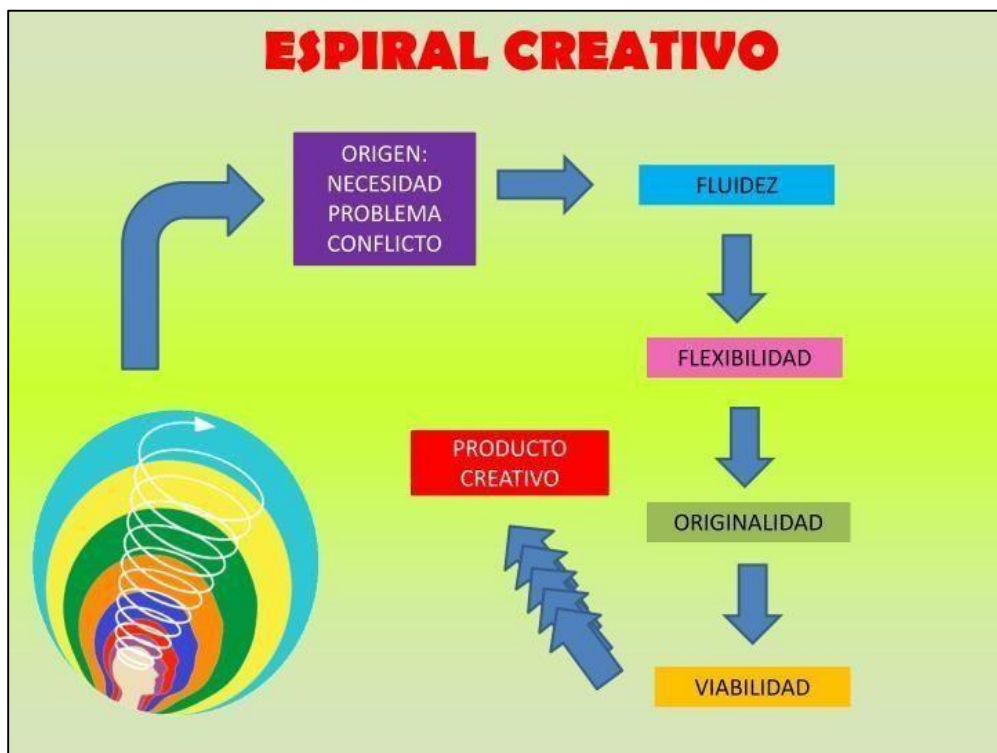 ESPIRAL CREATIVO
ORIGEN:
NECESIDAD
PROBLEMA
CONFLICTO
FLUIDEZ
FLEXIBILIDAD
PRODUCTO
CREATIVO
ORIGINALIDAD
VIABILIDAD